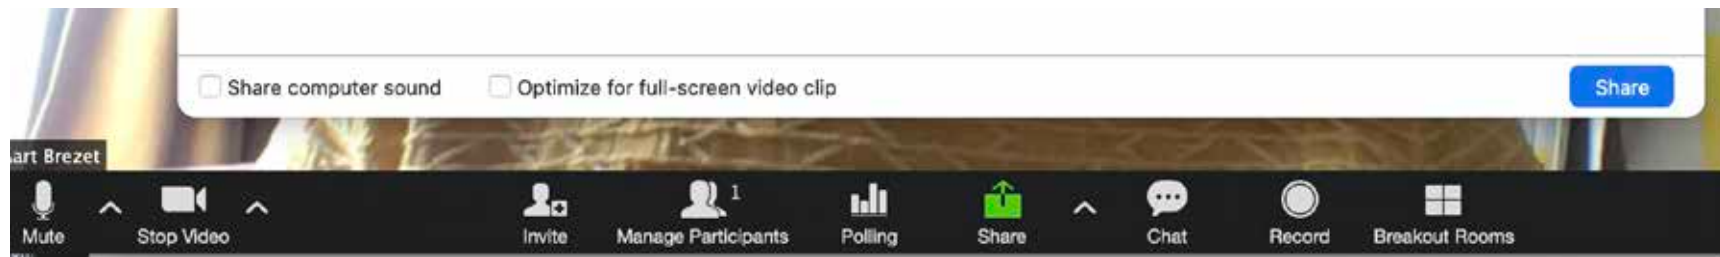 Share computer sound
Optimize for full-screen video clip
Share
art Brezet
1
Mute
Stop Video
Invite
Manage Participants
Polling
Share
Chat
Record
Breakout Rooms